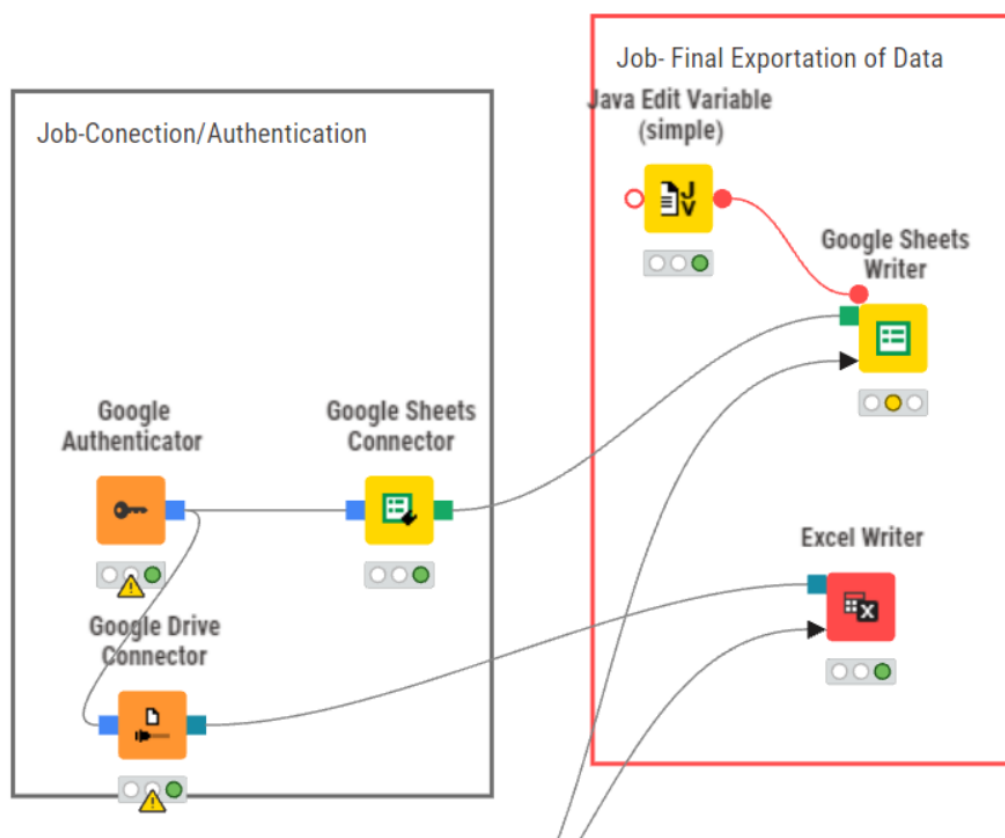 Job- Final Exportation of Data
Java Edit Variable
(simple)
Job-Conection/Authentication
Google Sheets
Writer
Google
Authenticator
Google Sheets
Connector
Excel Writer
Google Drive
Connector